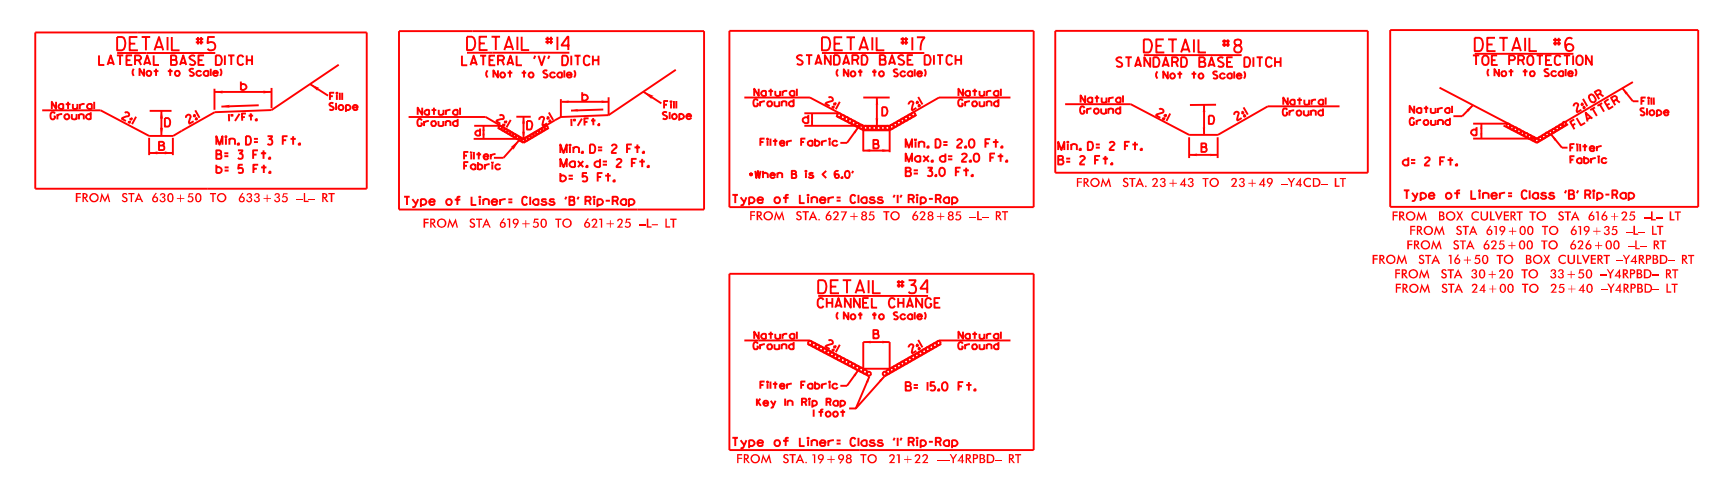 DETAIL #5
LATERAL BASE DITCH
(Not to Scale)
b
Natural
Ground
2:1
D
2:1
1"/Ft.
Fill
Slope
B
Min. D= 3 Ft.
B= 3 Ft.
b= 5 Ft.
FROM STA 630+50 TO 633+35 -L- RT
DETAIL #14
LATERAL 'V' DITCH
(Not to Scale)
b
Natural
Ground
2:1
D
2:1
1"/Ft.
Fill
Slope
d
Filter
Fabric
Min. D= 2 Ft.
Max. d= 2 Ft.
b= 5 Ft.
Type of Liner= Class 'B' Rip-Rap
FROM STA 619+50 TO 621+25 -L- LT
DETAIL #17
STANDARD BASE DITCH
(Not to Scale)
Natural
Ground
2:1
D
2:1
Natural
Ground
d
Filter Fabric
B
Min. D= 2.0 Ft.
Max. d= 2.0 Ft.
B= 3.0 Ft.
*When B is < 6.0'
Type of Liner= Class 'I' Rip-Rap
FROM STA. 627+85 TO 628+85 -L- RT
DETAIL #8
STANDARD BASE DITCH
(Not to Scale)
Natural
Ground
2:1
D
2:1
Natural
Ground
B
Min. D= 2 Ft.
B= 2 Ft.
FROM STA. 23+43 TO 23+49 -Y4CD- LT
DETAIL #6
TOE PROTECTION
(Not to Scale)
Natural
Ground
2:1 OR
FLATTER
Fill
Slope
d
Filter
Fabric
d= 2 Ft.
Type of Liner= Class 'B' Rip-Rap
FROM BOX CULVERT TO STA 616+25 -L- LT
FROM STA 619+00 TO 619+35 -L- LT
FROM STA 625+00 TO 626+00 -L- RT
FROM STA 16+50 TO BOX CULVERT -Y4RPBD- RT
FROM STA 30+20 TO 33+50 -Y4RPBD- RT
FROM STA 24+00 TO 25+40 -Y4RPBD- LT
DETAIL #34
CHANNEL CHANGE
(Not to Scale)
Natural
Ground
2:1
B
2:1
Natural
Ground
Filter Fabric
B= 15.0 Ft.
Key In Rip Rap
1 foot
Type of Liner= Class 'I' Rip-Rap
FROM STA. 19+98 TO 21+22 -Y4RPBD- RT